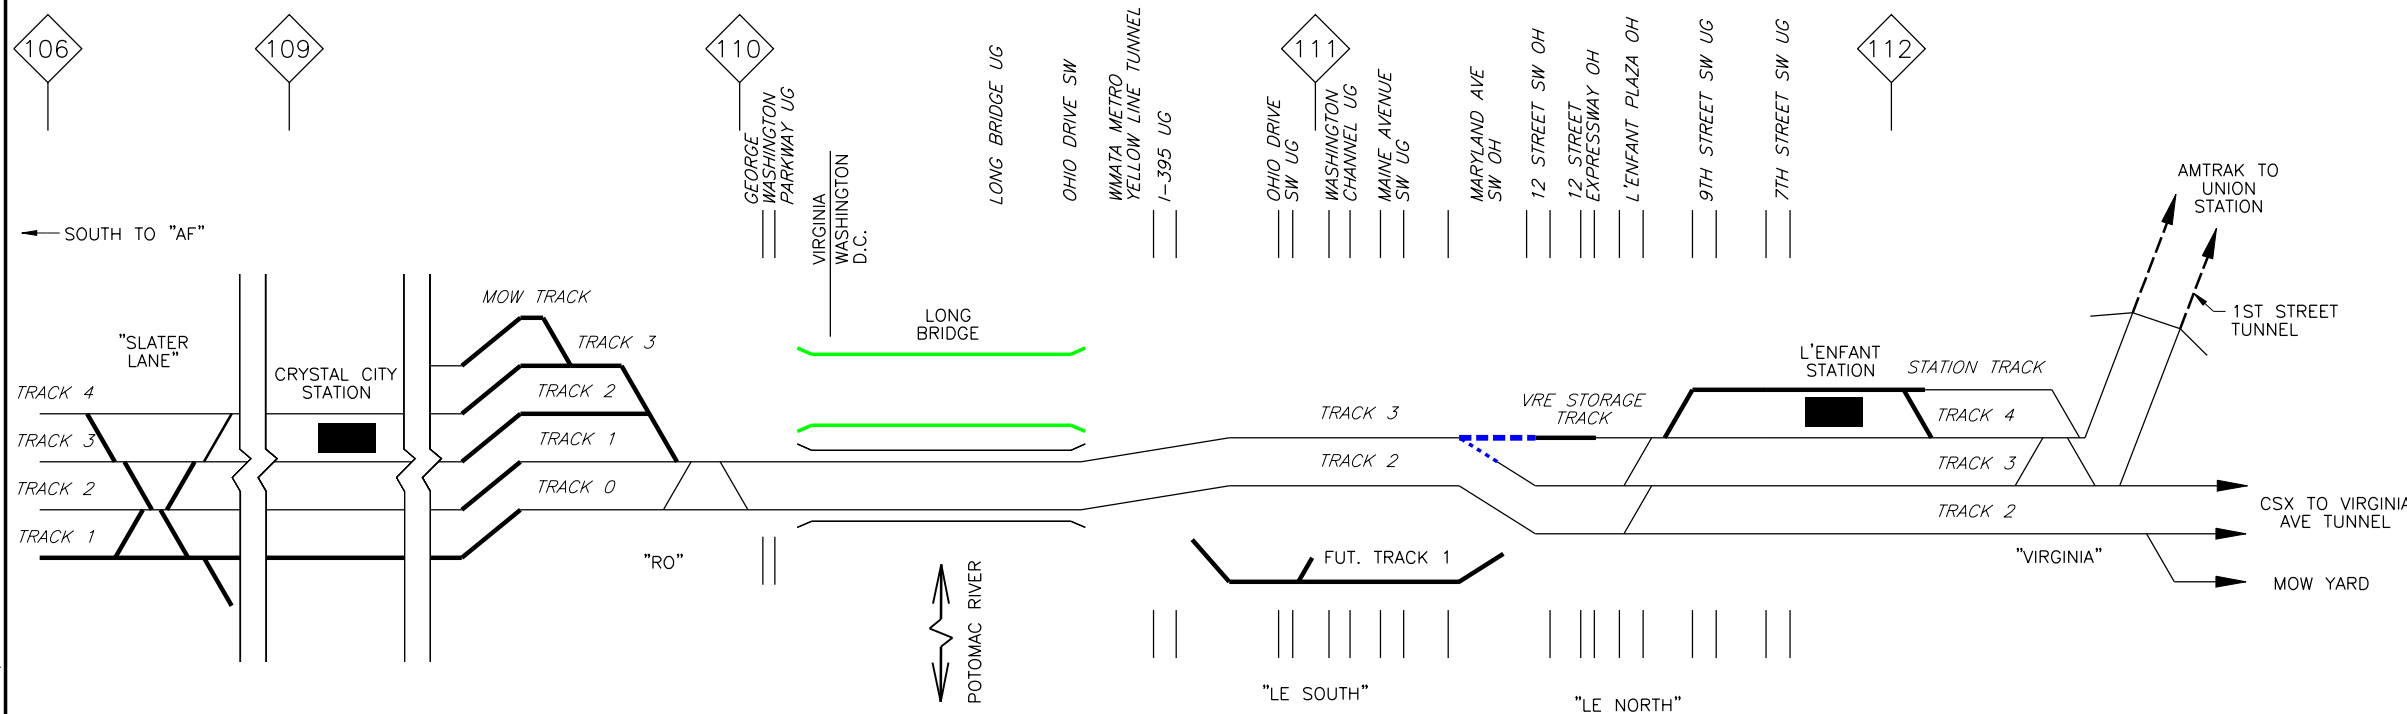 106
109
110
111
112
GEORGE
WASHINGTON
PARKWAY UG
VIRGINIA
WASHINGTON
D.C.
LONG BRIDGE UG
OHIO DRIVE SW
WMATA METRO
YELLOW LINE TUNNEL
I-395 UG
OHIO DRIVE
SW UG
WASHINGTON
CHANNEL UG
MAINE AVENUE
SW UG
MARYLAND AVE
SW OH
12 STREET SW OH
12 STREET
EXPRESSWAY OH
L'ENFANT PLAZA OH
9TH STREET SW UG
7TH STREET SW UG
AMTRAK TO
UNION
STATION
SOUTH TO "AF"
1ST STREET
TUNNEL
MOW TRACK
"SLATER
LANE"
TRACK 3
LONG
BRIDGE
CRYSTAL CITY
STATION
L'ENFANT
STATION
STATION TRACK
TRACK 4
TRACK 2
TRACK 3
VRE STORAGE
TRACK
TRACK 4
TRACK 3
TRACK 1
TRACK 2
TRACK 3
TRACK 2
TRACK 0
TRACK 2
CSX TO VIRGINIA
AVE TUNNEL
TRACK 1
"RO"
FUT. TRACK 1
"VIRGINIA"
MOW YARD
POTOMAC RIVER
"LE SOUTH"
"LE NORTH"